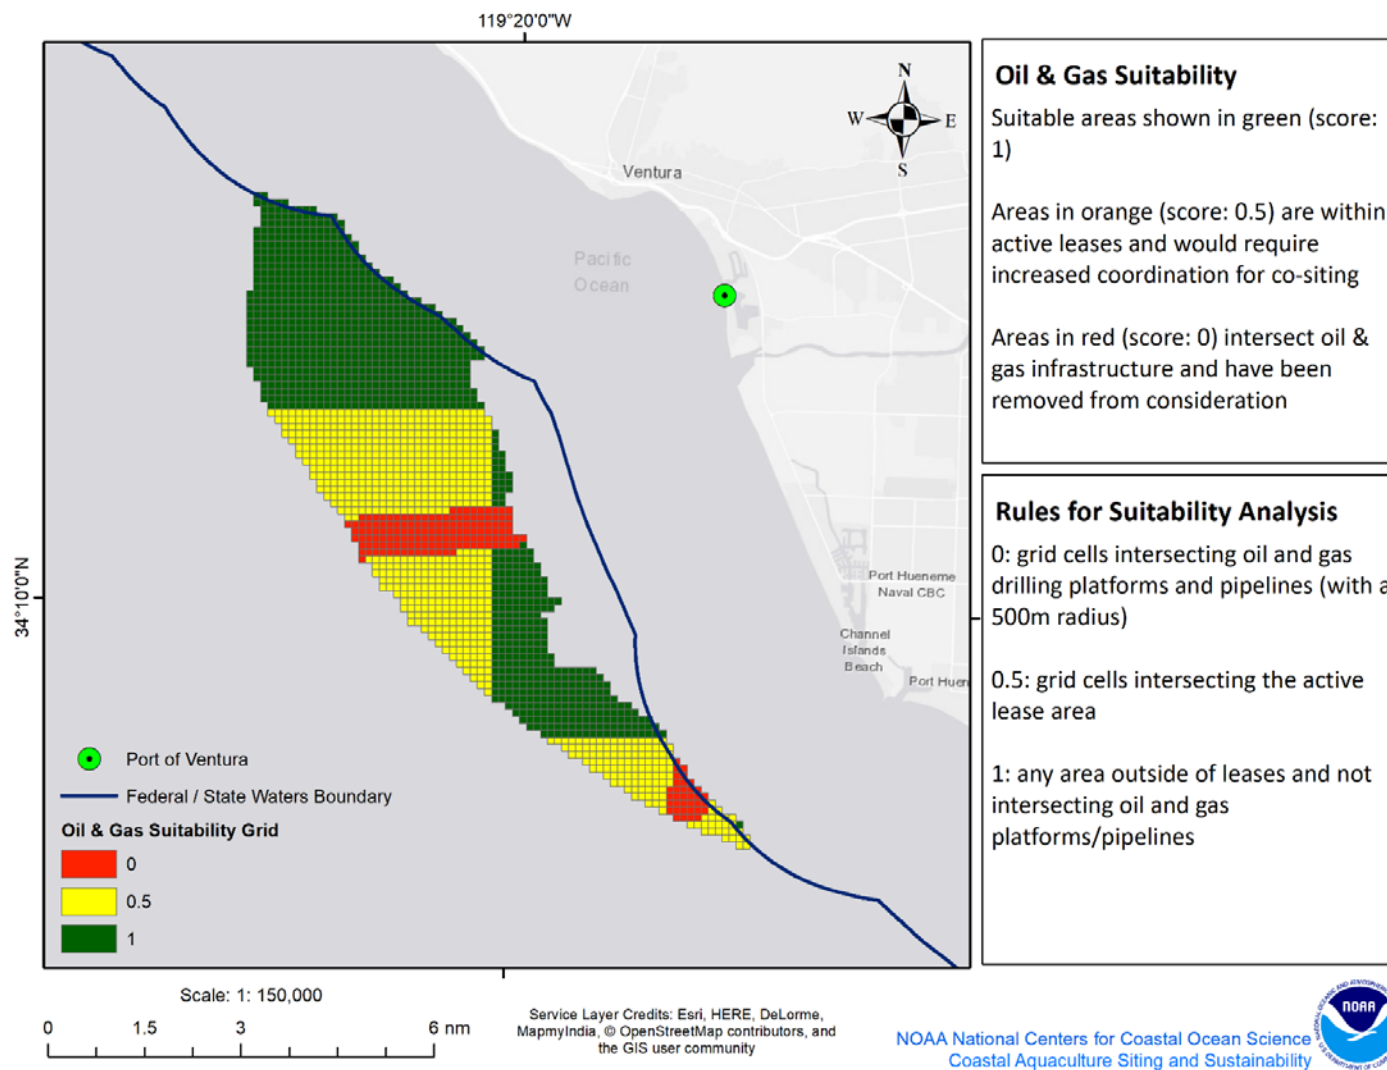 119°20'0"W
N
W
E
S
Ventura
Pacific
Ocean
34°10'0"N
Port Hueneme
Naval CBC
Channel
Islands
Beach
Port Huen
Port of Ventura
Federal / State Waters Boundary
Oil & Gas Suitability Grid
0
0.5
1
Scale: 1: 150,000
0 1.5 3 6 nm
Service Layer Credits: Esri, HERE, DeLorme,
MapmyIndia, © OpenStreetMap contributors, and
the GIS user community
Oil & Gas Suitability
Suitable areas shown in green (score:
1)
Areas in orange (score: 0.5) are within
active leases and would require
increased coordination for co-siting
Areas in red (score: 0) intersect oil &
gas infrastructure and have been
removed from consideration
Rules for Suitability Analysis
0: grid cells intersecting oil and gas
drilling platforms and pipelines (with a
500m radius)
0.5: grid cells intersecting the active
lease area
1: any area outside of leases and not
intersecting oil and gas
platforms/pipelines
NOAA National Centers for Coastal Ocean Science
Coastal Aquaculture Siting and Sustainability
NOAA